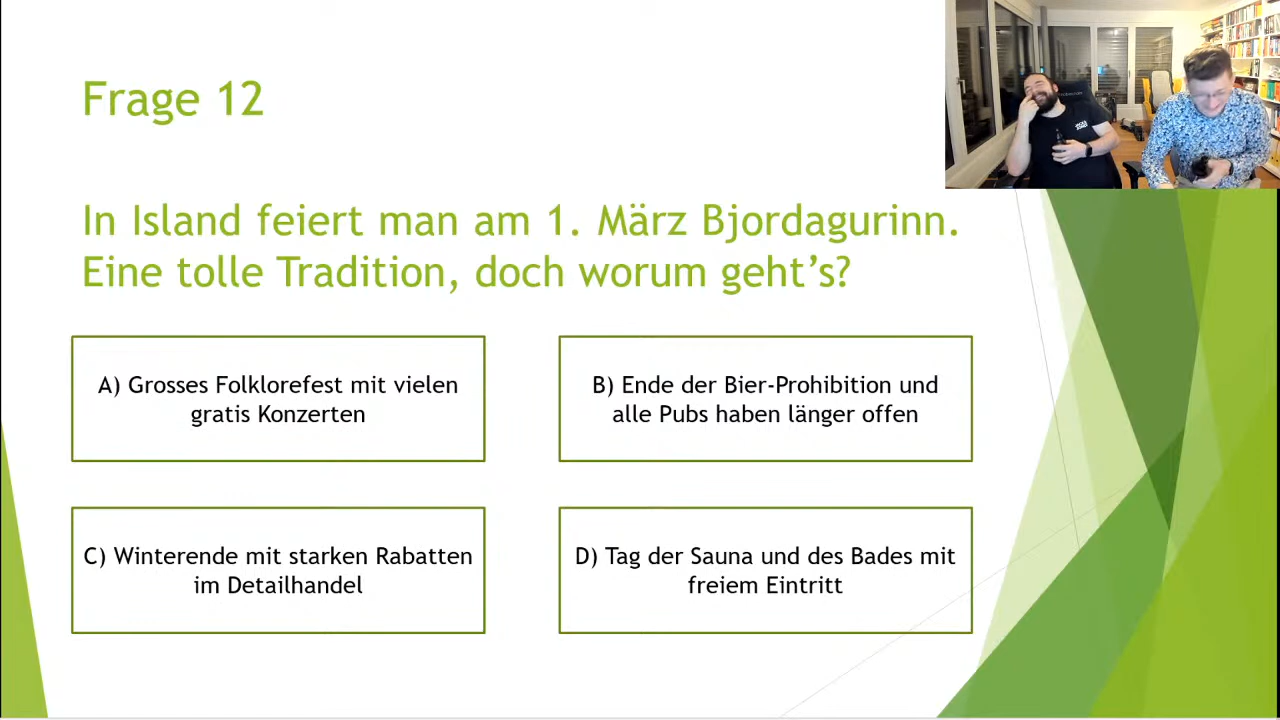 Frage 12
In Island feiert man am 1. März Bjordagurinn.
Eine tolle Tradition, doch worum geht's?
A) Grosses Folklorefest mit vielen
gratis Konzerten
B) Ende der Bier-Prohibition und
alle Pubs haben länger offen
C) Winterende mit starken Rabatten
im Detailhandel
D) Tag der Sauna und des Bades mit
freiem Eintritt